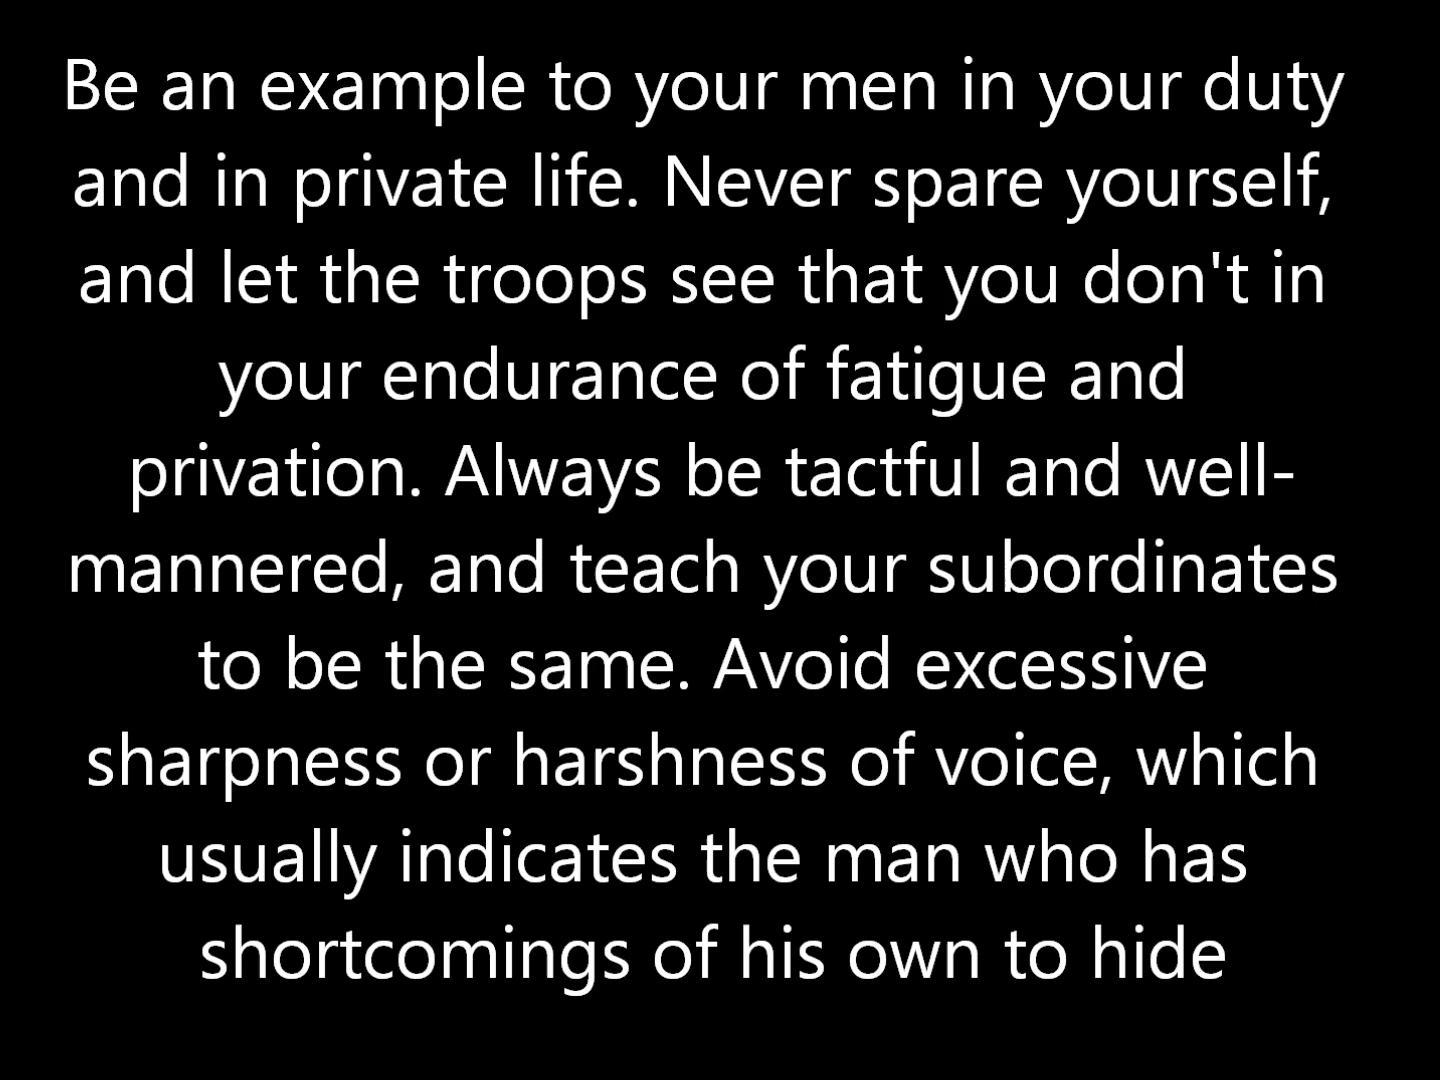 Be an example to your men in your duty
and in private life. Never spare yourself,
and let the troops see that you don't in
your endurance of fatigue and
privation. Always be tactful and well-
mannered, and teach your subordinates
to be the same. Avoid excessive
sharpness or harshness of voice, which
usually indicates the man who has
shortcomings of his own to hide